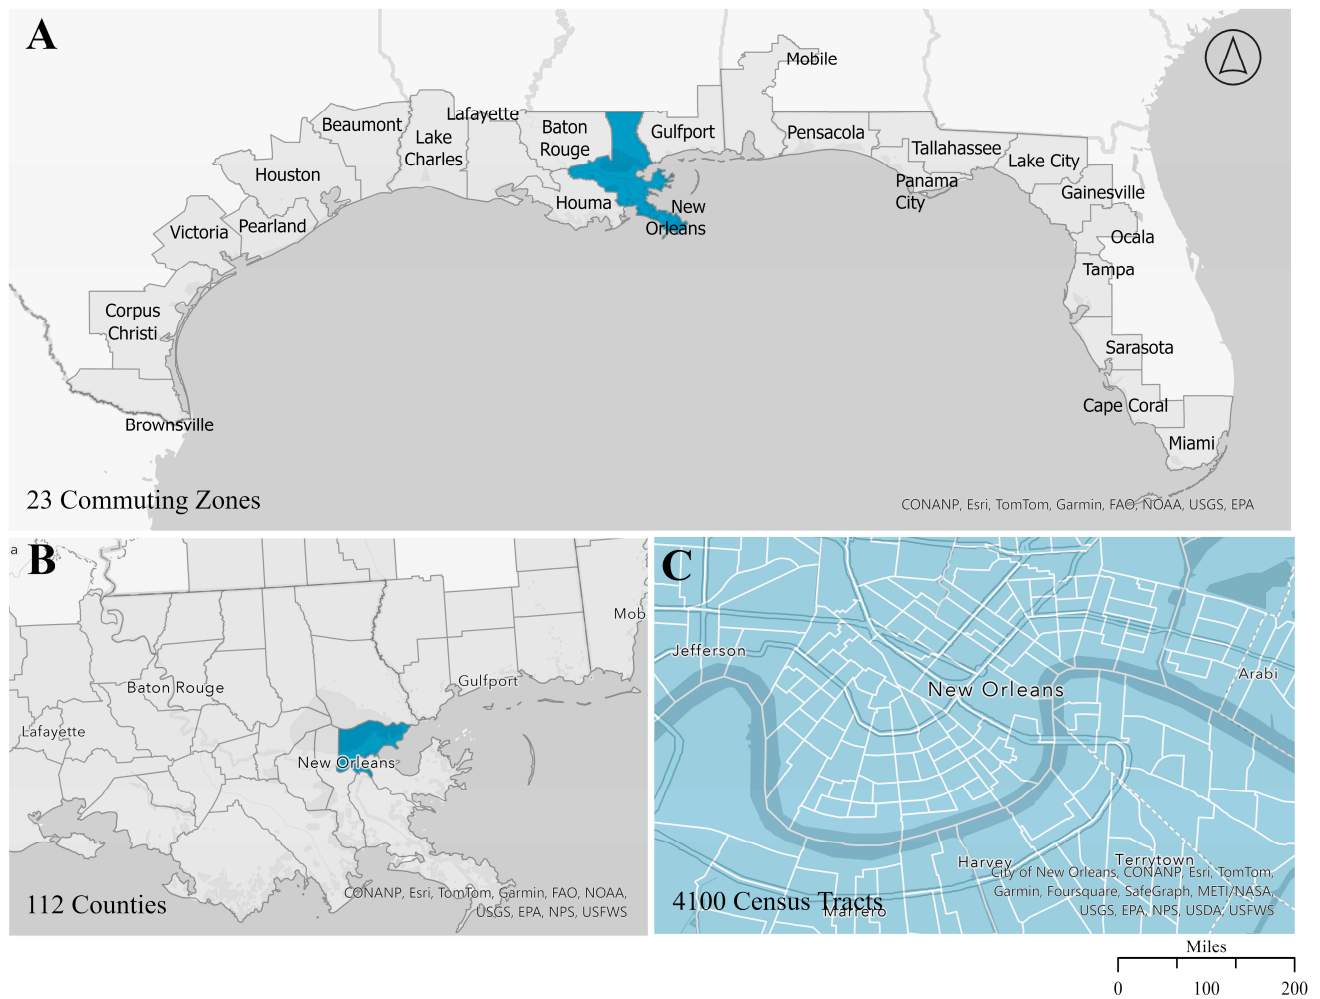 A
Mobile
Lafayette
Beaumont
Lake
Charles
Baton
Rouge
Gulfport
Pensacola
Tallahassee
Lake City
Houston
Panama
City
Gainesville
Houma
New
Orleans
Victoria
Pearland
Ocala
Tampa
Corpus
Christi
Sarasota
Cape Coral
Brownsville
Miami
23 Commuting Zones
CONANP, Esri, TomTom, Garmin, FAO, NOAA, USGS, EPA
a
B
Mob
Baton Rouge
Gulfport
Lafayette
New Orleans
CONANP, Esri, TomTom, Garmin, FAO, NOAA,
USGS, EPA, NPS, USFWS
112 Counties
C
Jefferson
Arabi
New Orleans
Harvey
Terrytown
City of New Orleans, CONANP, Esri, TomTom,
Garmin, Foursquare, SafeGraph, METI/NASA,
USGS, EPA, NPS, USDA, USFWS
4100 Census Tracts
Marrero
Miles
0 100 200